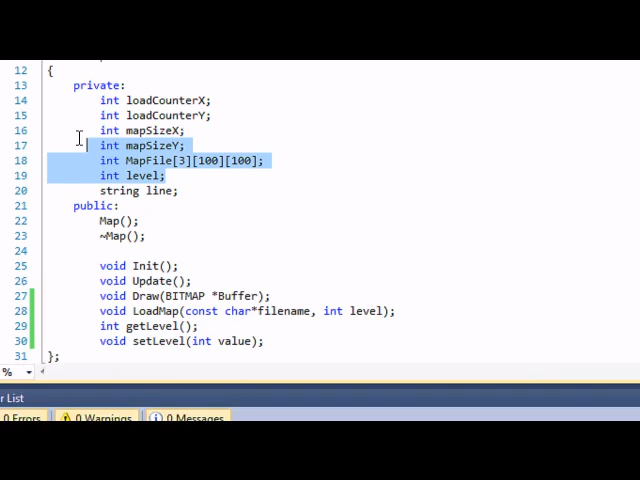 12 {
13 private:
14 int loadCounterX;
15 int loadCounterY;
16 int mapSizeX;
17 int mapSizeY;
18 int MapFile[3][100][100];
19 int level;
20 string line;
21 public:
22 Map();
23 ~Map();
24
25 void Init();
26 void Update();
27 void Draw(BITMAP *Buffer);
28 void LoadMap(const char*filename, int level);
29 int getLevel();
30 void setLevel(int value);
31 };
%
r List
0 Errors 0 Warnings 0 Messages